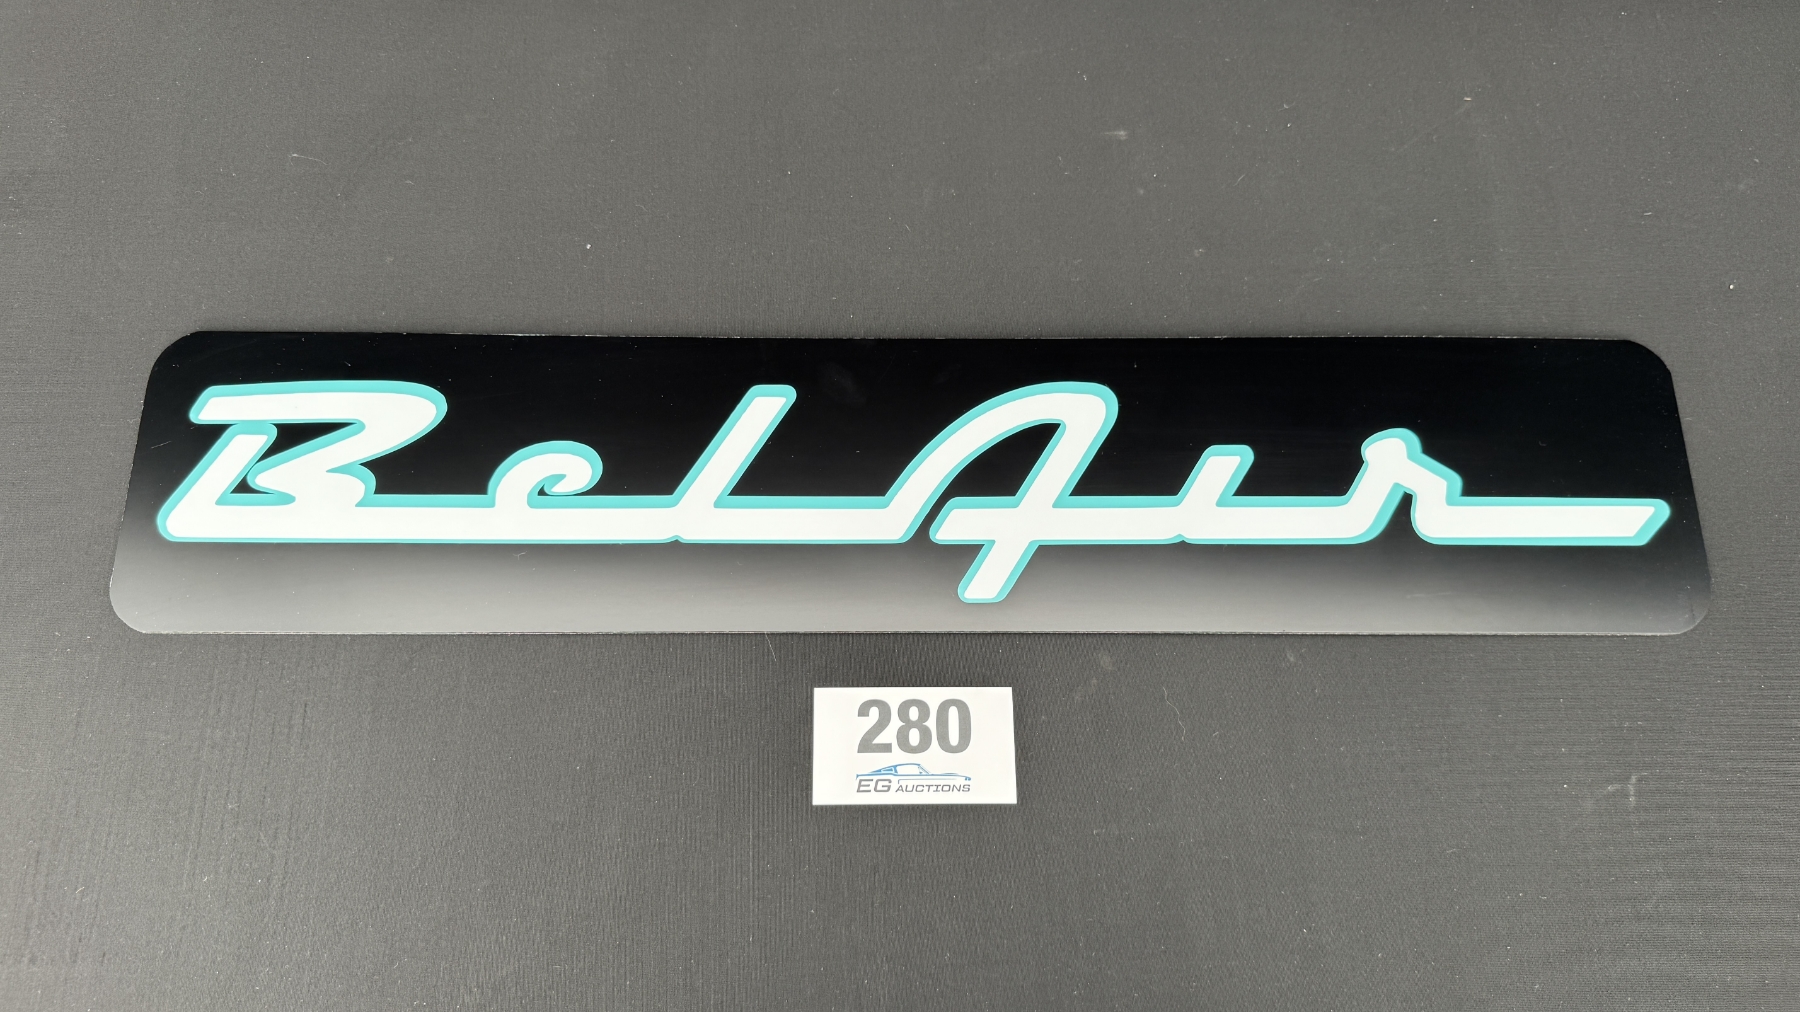 Bel Air
280
EG AUCTIONS